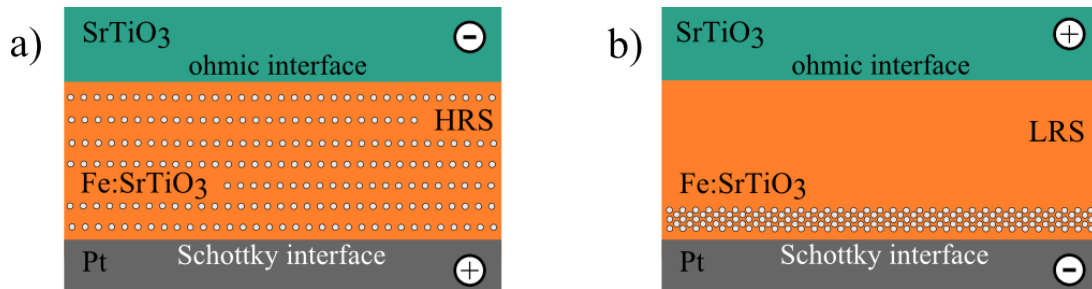 a)
SrTiO₃
−
ohmic interface
HRS
Fe:SrTiO₃
Schottky interface
Pt
+
b)
SrTiO₃
+
ohmic interface
LRS
Fe:SrTiO₃
Schottky interface
Pt
−